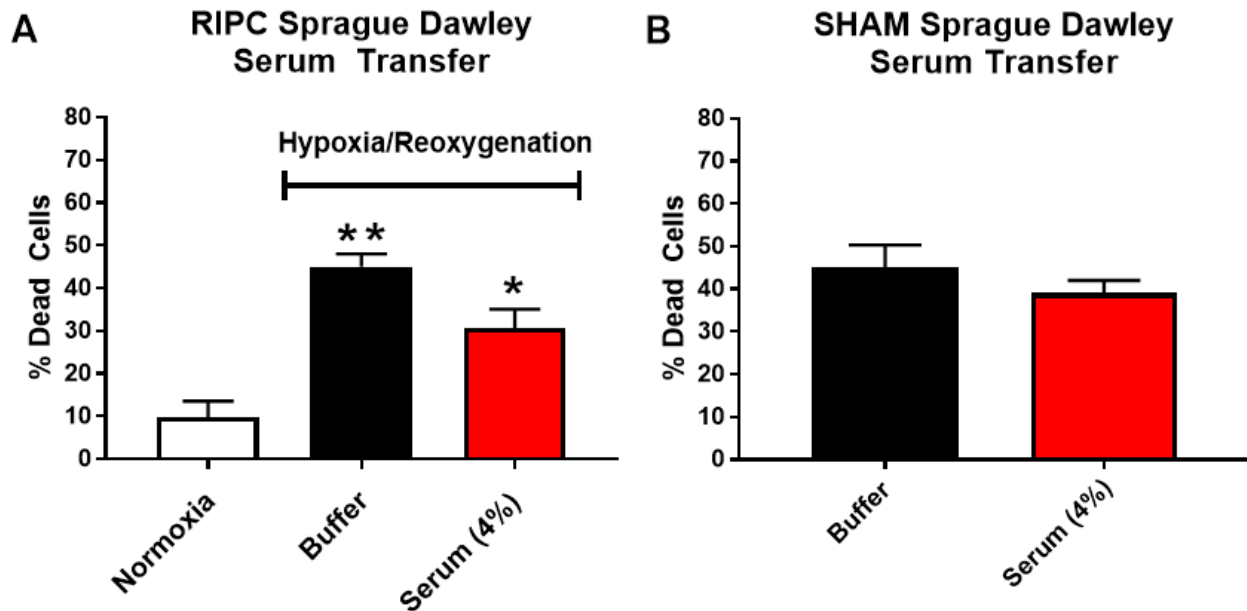 A
RIPC Sprague Dawley
Serum Transfer
80
70
60
50
40
30
20
10
0
% Dead Cells
Hypoxia/Reoxygenation
**
*
Normoxia
Buffer
Serum (4%)
B
SHAM Sprague Dawley
Serum Transfer
80
70
60
50
40
30
20
10
0
% Dead Cells
Buffer
Serum (4%)